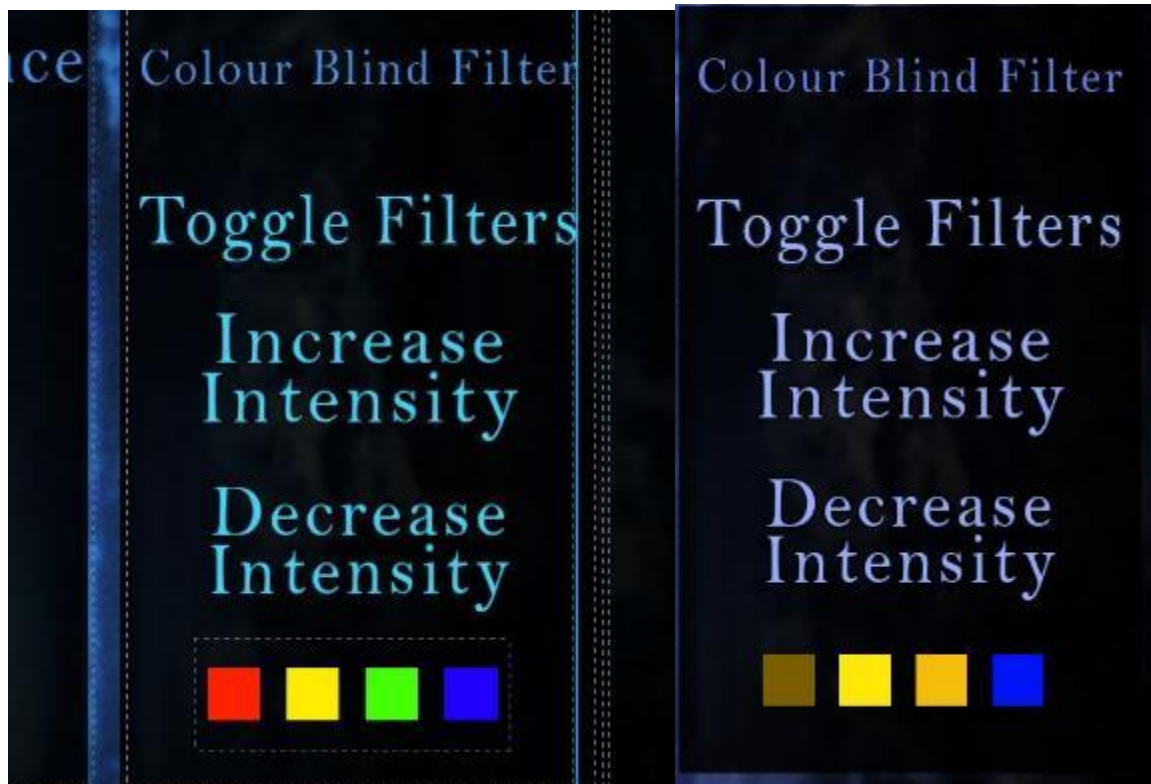 ce
Colour Blind Filter
Toggle Filters
Increase
Intensity
Decrease
Intensity
Colour Blind Filter
Toggle Filters
Increase
Intensity
Decrease
Intensity